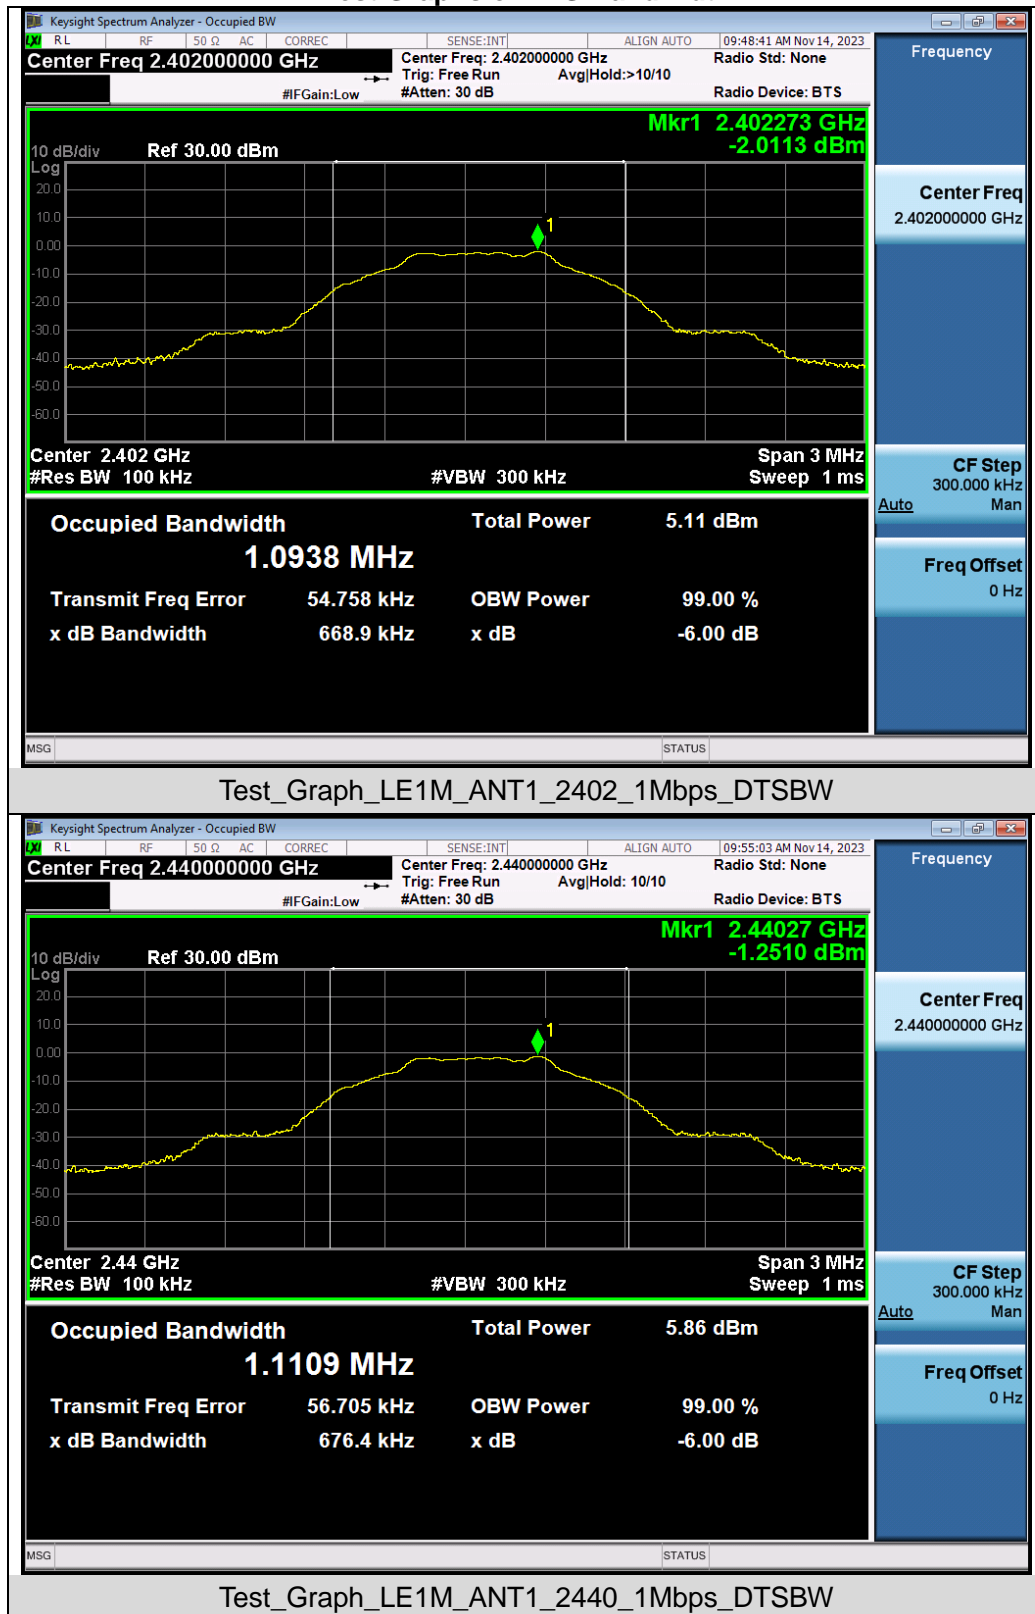 Keysight Spectrum Analyzer - Occupied BW
LXI RL RF 50 Ω AC CORREC SENSE:INT ALIGN AUTO 09:48:41 AM Nov 14, 2023
Center Freq 2.402000000 GHz
Center Freq: 2.402000000 GHz
Radio Std: None
Trig: Free Run Avg|Hold:>10/10
#IFGain:Low
#Atten: 30 dB
Radio Device: BTS
Frequency
Mkr1 2.402273 GHz
-2.0113 dBm
10 dB/div Ref 30.00 dBm
Log
20.0
10.0
0.00
-10.0
-20.0
-30.0
-40.0
-50.0
-60.0
1
Center 2.402 GHz
Span 3 MHz
#Res BW 100 kHz
#VBW 300 kHz
Sweep 1 ms
Center Freq
2.402000000 GHz
CF Step
300.000 kHz
Auto Man
Freq Offset
0 Hz
Occupied Bandwidth
1.0938 MHz
Total Power 5.11 dBm
Transmit Freq Error 54.758 kHz
OBW Power 99.00 %
x dB Bandwidth 668.9 kHz
x dB -6.00 dB
MSG STATUS
Test_Graph_LE1M_ANT1_2402_1Mbps_DTSBW
Keysight Spectrum Analyzer - Occupied BW
LXI RL RF 50 Ω AC CORREC SENSE:INT ALIGN AUTO 09:55:03 AM Nov 14, 2023
Center Freq 2.440000000 GHz
Center Freq: 2.440000000 GHz
Radio Std: None
Trig: Free Run Avg|Hold: 10/10
#IFGain:Low
#Atten: 30 dB
Radio Device: BTS
Frequency
Mkr1 2.44027 GHz
-1.2510 dBm
10 dB/div Ref 30.00 dBm
Log
20.0
10.0
0.00
-10.0
-20.0
-30.0
-40.0
-50.0
-60.0
1
Center 2.44 GHz
Span 3 MHz
#Res BW 100 kHz
#VBW 300 kHz
Sweep 1 ms
Center Freq
2.440000000 GHz
CF Step
300.000 kHz
Auto Man
Freq Offset
0 Hz
Occupied Bandwidth
1.1109 MHz
Total Power 5.86 dBm
Transmit Freq Error 56.705 kHz
OBW Power 99.00 %
x dB Bandwidth 676.4 kHz
x dB -6.00 dB
MSG STATUS
Test_Graph_LE1M_ANT1_2440_1Mbps_DTSBW